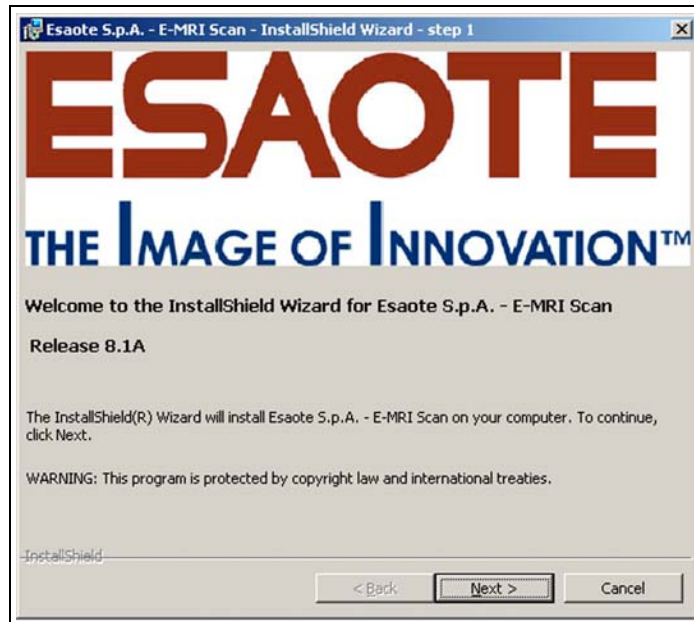 Esaote S.p.A. - E-MRI Scan - InstallShield Wizard - step 1
ESAOTE
THE IMAGE OF INNOVATION™
Welcome to the InstallShield Wizard for Esaote S.p.A. - E-MRI Scan
Release 8.1A
The InstallShield(R) Wizard will install Esaote S.p.A. - E-MRI Scan on your computer. To continue,
click Next.
WARNING: This program is protected by copyright law and international treaties.
InstallShield
< Back Next > Cancel